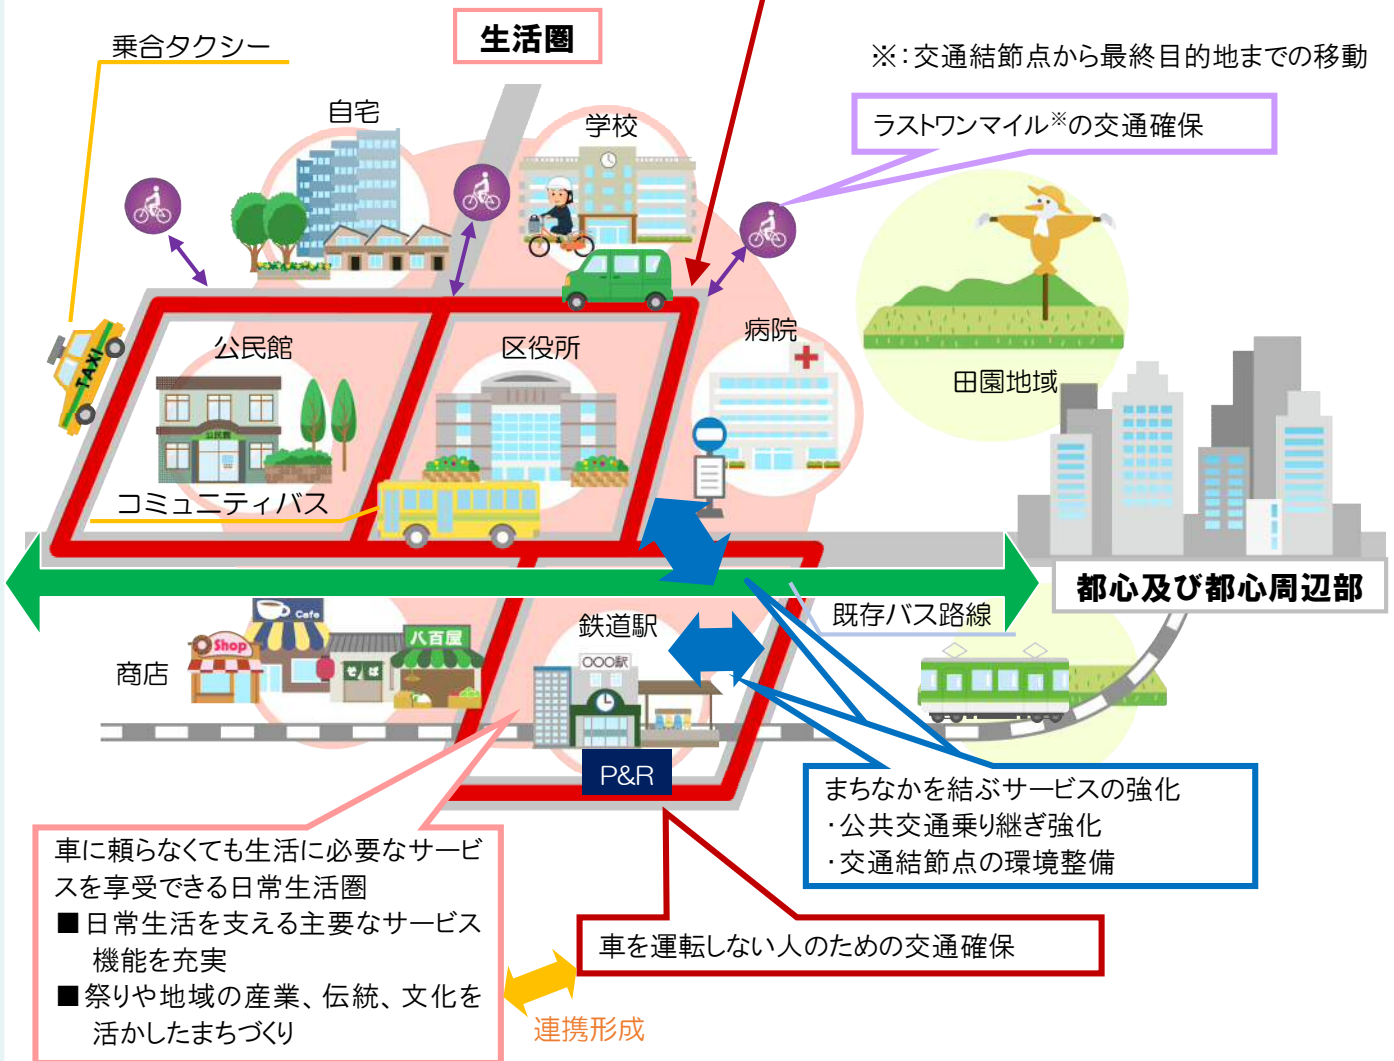 生活圏
乗合タクシー
※：交通結節点から最終目的地までの移動
自宅
学校
ラストワンマイル※の交通確保
公民館
区役所
病院
田園地域
TAXI
公民館
コミュニティバス
都心及び都心周辺部
既存バス路線
鉄道駅
商店
Shop
Cafe
そば
八百屋
〇〇〇駅
P&R
まちなかを結ぶサービスの強化
・公共交通乗り継ぎ強化
・交通結節点の環境整備
車に頼らなくても生活に必要なサービ
スを享受できる日常生活圏
■日常生活を支える主要なサービス
機能を充実
■祭りや地域の産業、伝統、文化を
活かしたまちづくり
車を運転しない人のための交通確保
連携形成